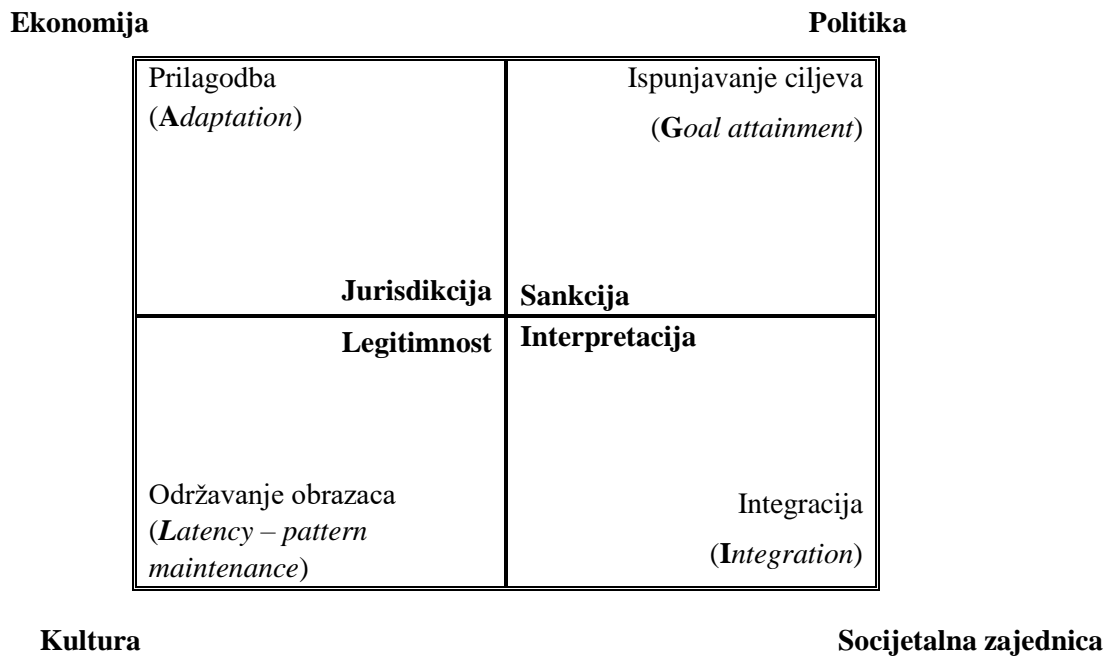 Ekonomija
Politika
Prilagodba
(Adaptation)
Ispunjavanje ciljeva
(Goal attainment)
Jurisdikcija
Sankcija
Legitimnost
Interpretacija
Održavanje obrazaca
(Latency – pattern
maintenance)
Integracija
(Integration)
Kultura
Socijetalna zajednica